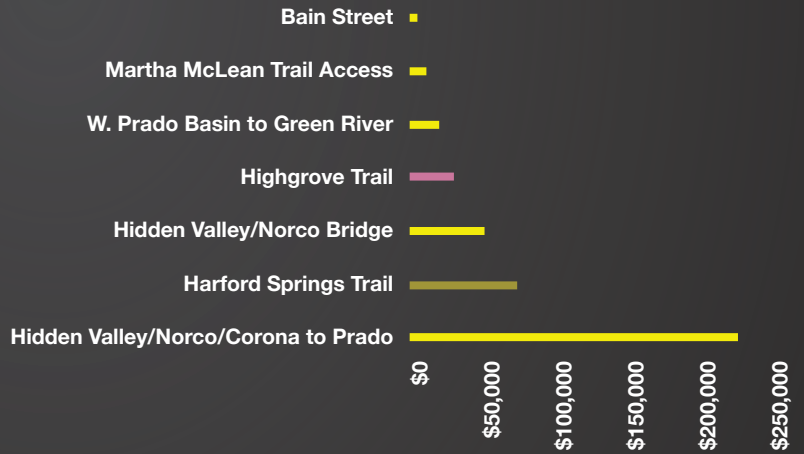 Bain Street
Martha McLean Trail Access
W. Prado Basin to Green River
Highgrove Trail
Hidden Valley/Norco Bridge
Harford Springs Trail
Hidden Valley/Norco/Corona to Prado
$0
$50,000
$100,000
$150,000
$200,000
$250,000